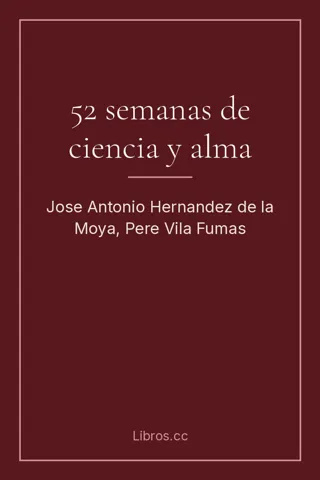 52 semanas de
ciencia y alma
Jose Antonio Hernandez de la
Moya, Pere Vila Fumas
Libros.cc